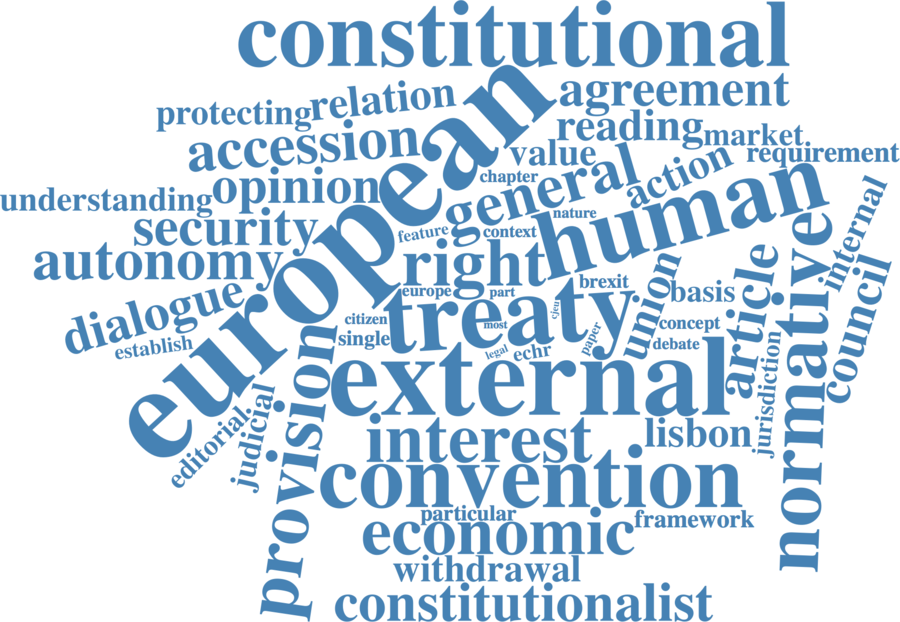 constitutional
european
protecting
relation
agreement
accession
reading
market
value
requirement
chapter
understanding
opinion
general
action
nature
security
feature
context
human
internal
autonomy
right
brexit
normative
europe
part
union
basis
article
council
dialogue
treaty
cjeu
citizen
most
concept
establish
single
legal
echr
paper
debate
external
jurisdiction
provision
editorial
judicial
interest
lisbon
convention
particular
framework
economic
withdrawal
constitutionalist